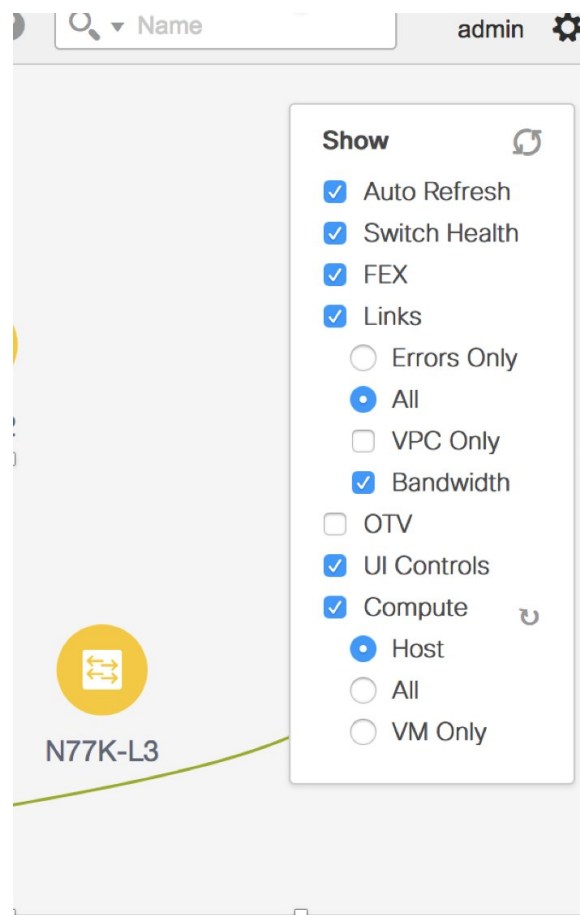 Name
admin
Show
Auto Refresh
Switch Health
FEX
Links
Errors Only
All
VPC Only
Bandwidth
OTV
UI Controls
Compute
Host
All
VM Only
N77K-L3